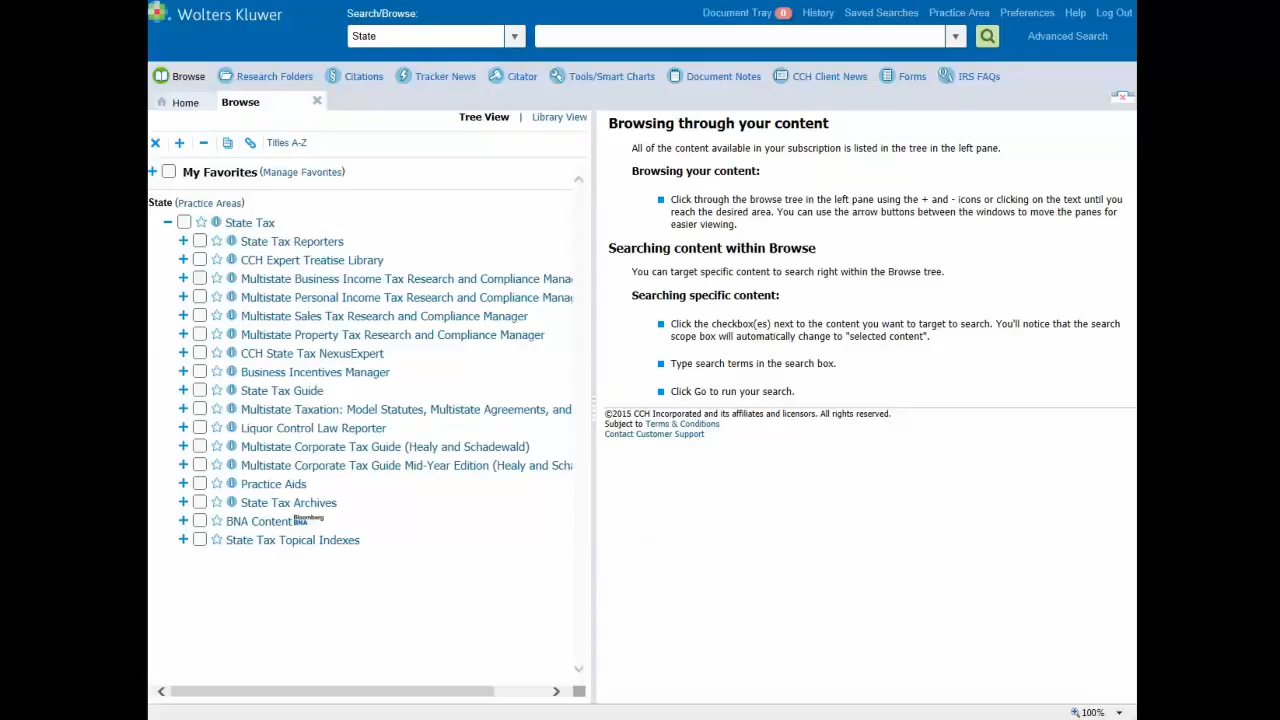 Wolters Kluwer
Search/Browse:
Document Tray 0 History Saved Searches Practice Area Preferences Help Log Out
State
Advanced Search
Browse Research Folders Citations Tracker News Citator Tools/Smart Charts Document Notes CCH Client News Forms IRS FAQs
Home Browse
Tree View | Library View
Titles A-Z
My Favorites (Manage Favorites)
State (Practice Areas)
State Tax
State Tax Reporters
CCH Expert Treatise Library
Multistate Business Income Tax Research and Compliance Mana
Multistate Personal Income Tax Research and Compliance Mana
Multistate Sales Tax Research and Compliance Manager
Multistate Property Tax Research and Compliance Manager
CCH State Tax NexusExpert
Business Incentives Manager
State Tax Guide
Multistate Taxation: Model Statutes, Multistate Agreements, and
Liquor Control Law Reporter
Multistate Corporate Tax Guide (Healy and Schadewald)
Multistate Corporate Tax Guide Mid-Year Edition (Healy and Scha
Practice Aids
State Tax Archives
BNA Content Bloomberg BNA
State Tax Topical Indexes
Browsing through your content
All of the content available in your subscription is listed in the tree in the left pane.
Browsing your content:
Click through the browse tree in the left pane using the + and - icons or clicking on the text until you
reach the desired area. You can use the arrow buttons between the windows to move the panes for
easier viewing.
Searching content within Browse
You can target specific content to search right within the Browse tree.
Searching specific content:
Click the checkbox(es) next to the content you want to target to search. You'll notice that the search
scope box will automatically change to "selected content".
Type search terms in the search box.
Click Go to run your search.
©2015 CCH Incorporated and its affiliates and licensors. All rights reserved.
Subject to Terms & Conditions
Contact Customer Support
100%